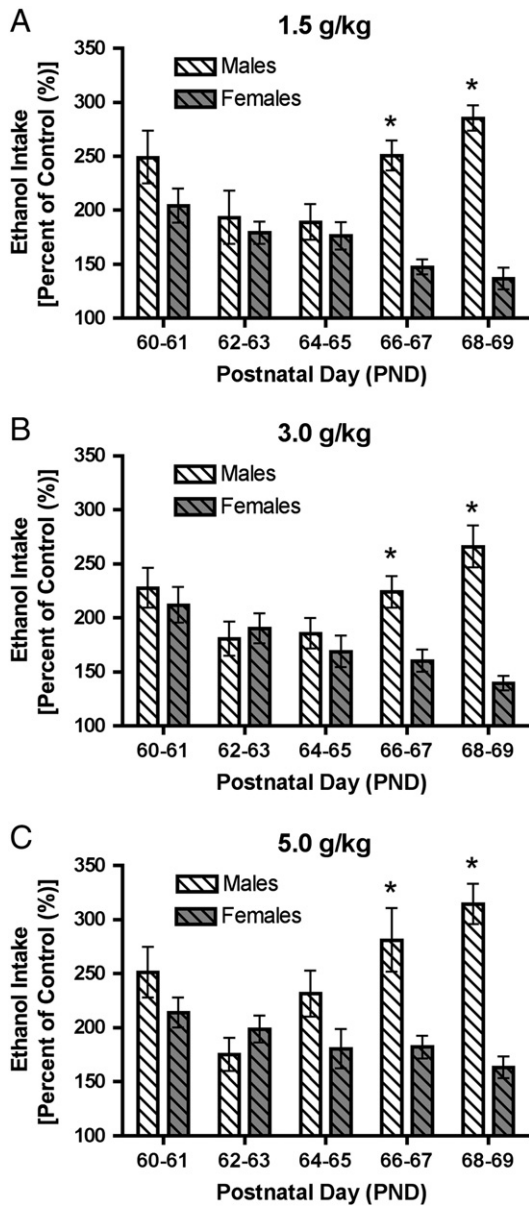 A
1.5 g/kg
350
300
250
200
150
100
Ethanol Intake
[Percent of Control (%)]
Males
Females
*
*
60-61
62-63
64-65
66-67
68-69
Postnatal Day (PND)
B
3.0 g/kg
350
300
250
200
150
100
Ethanol Intake
[Percent of Control (%)]
Males
Females
*
*
60-61
62-63
64-65
66-67
68-69
Postnatal Day (PND)
C
5.0 g/kg
350
300
250
200
150
100
Ethanol Intake
[Percent of Control (%)]
Males
Females
*
*
60-61
62-63
64-65
66-67
68-69
Postnatal Day (PND)